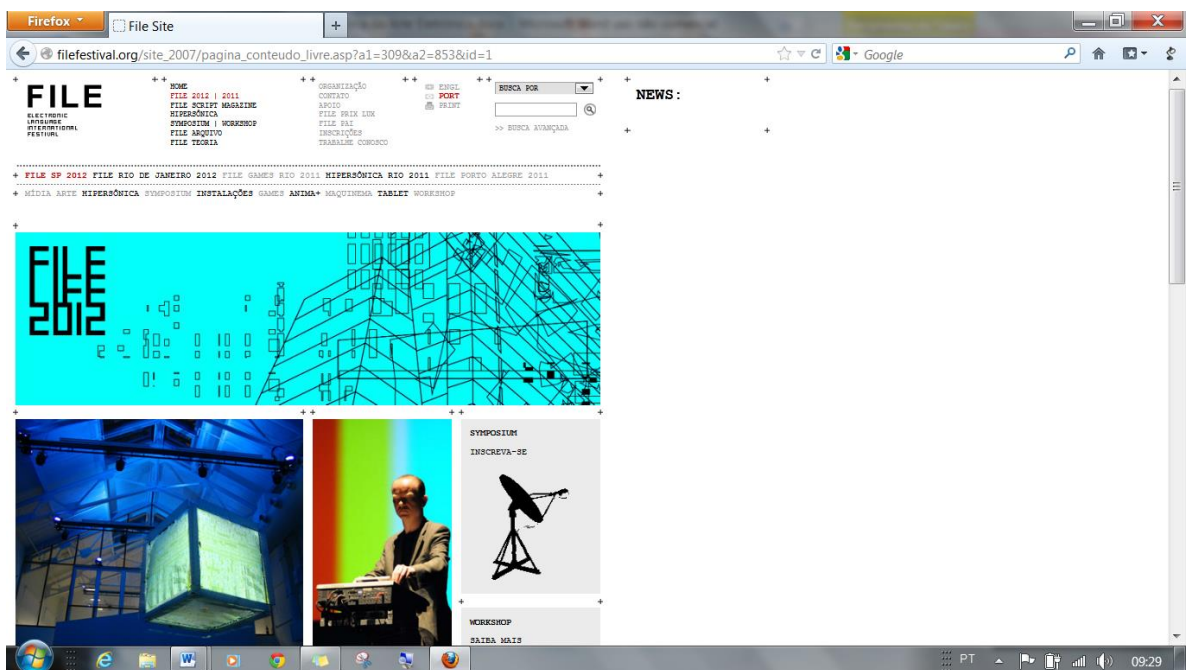 Firefox
File Site
filefestival.org/site_2007/pagina_conteudo_livre.asp?a1=309&a2=853&id=1
Google
FILE
ELECTRONIC
LANGUAGE
INTERNATIONAL
FESTIVAL
HOME
FILE 2012 | 2011
FILE SCRIPT MAGAZINE
HIPERSÔNICA
SYMPOSIUM | WORKSHOP
FILE ARQUIVO
FILE TEORIA
ORGANIZAÇÃO
CONTATO
APOIO
FILE PRIX LUX
FILE PAI
INSCRIÇÕES
TRABALHE CONOSCO
ENGL
PORT
PRINT
BUSCA POR
>> BUSCA AVANÇADA
NEWS:
FILE SP 2012 FILE RIO DE JANEIRO 2012 FILE GAMES RIO 2011 HIPERSÔNICA RIO 2011 FILE PORTO ALEGRE 2011
MÍDIA ARTE HIPERSÔNICA SYMPOSIUM INSTALAÇÕES GAMES ANIMA+ MAQUINEMA TABLET WORKSHOP
FILE
2012
SYMPOSIUM
INSCREVA-SE
WORKSHOP
SAIBA MAIS
PT
09:29